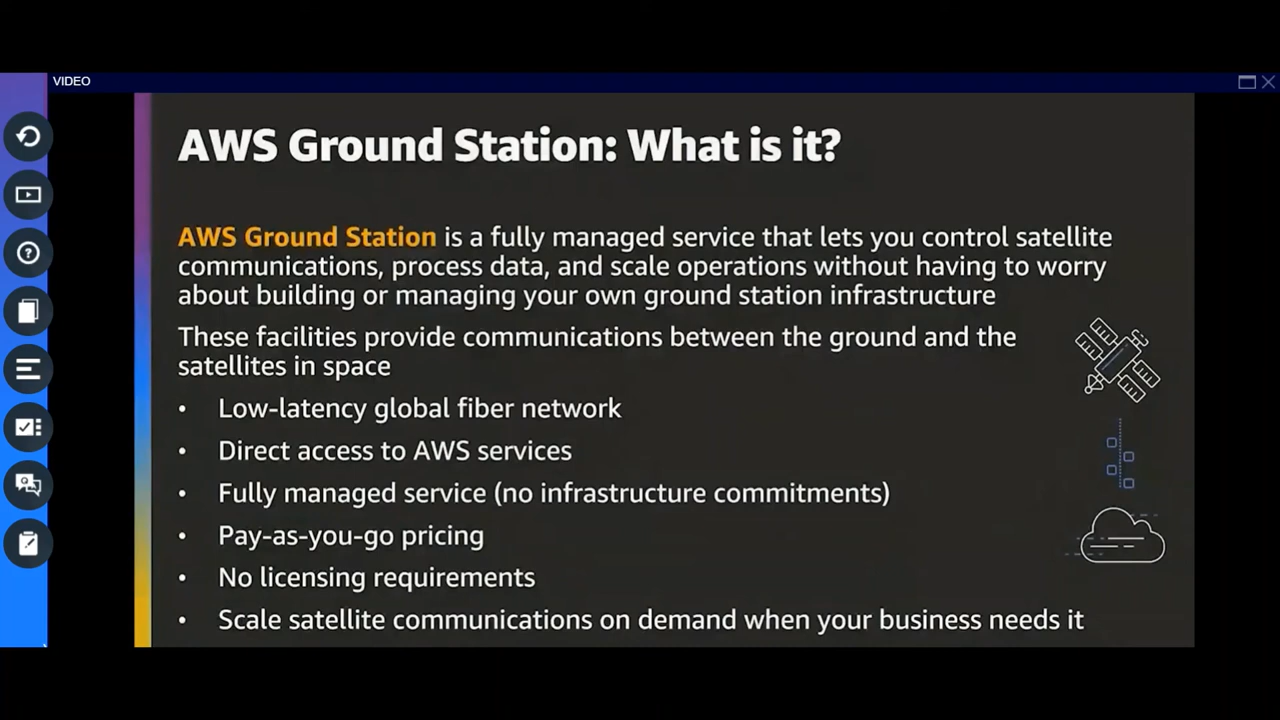 VIDEO
AWS Ground Station: What is it?
AWS Ground Station is a fully managed service that lets you control satellite
communications, process data, and scale operations without having to worry
about building or managing your own ground station infrastructure
These facilities provide communications between the ground and the
satellites in space
• Low-latency global fiber network
• Direct access to AWS services
• Fully managed service (no infrastructure commitments)
• Pay-as-you-go pricing
• No licensing requirements
• Scale satellite communications on demand when your business needs it